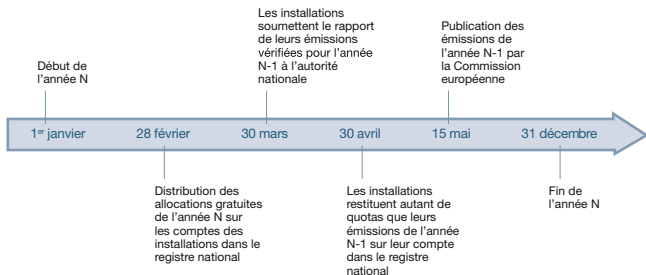 Début de
l'année N
Les installations
soumettent le rapport
de leurs émissions
vérifiées pour l'année
N-1 à l'autorité
nationale
Publication des
émissions de
l'année N-1 par
la Commission
européenne
1er janvier
28 février
30 mars
30 avril
15 mai
31 décembre
Distribution des
allocations gratuites
de l'année N sur
les comptes des
installations dans le
registre national
Les installations
restituent autant de
quotas que leurs
émissions de l'année
N-1 sur leur compte
dans le registre
national
Fin de
l'année N